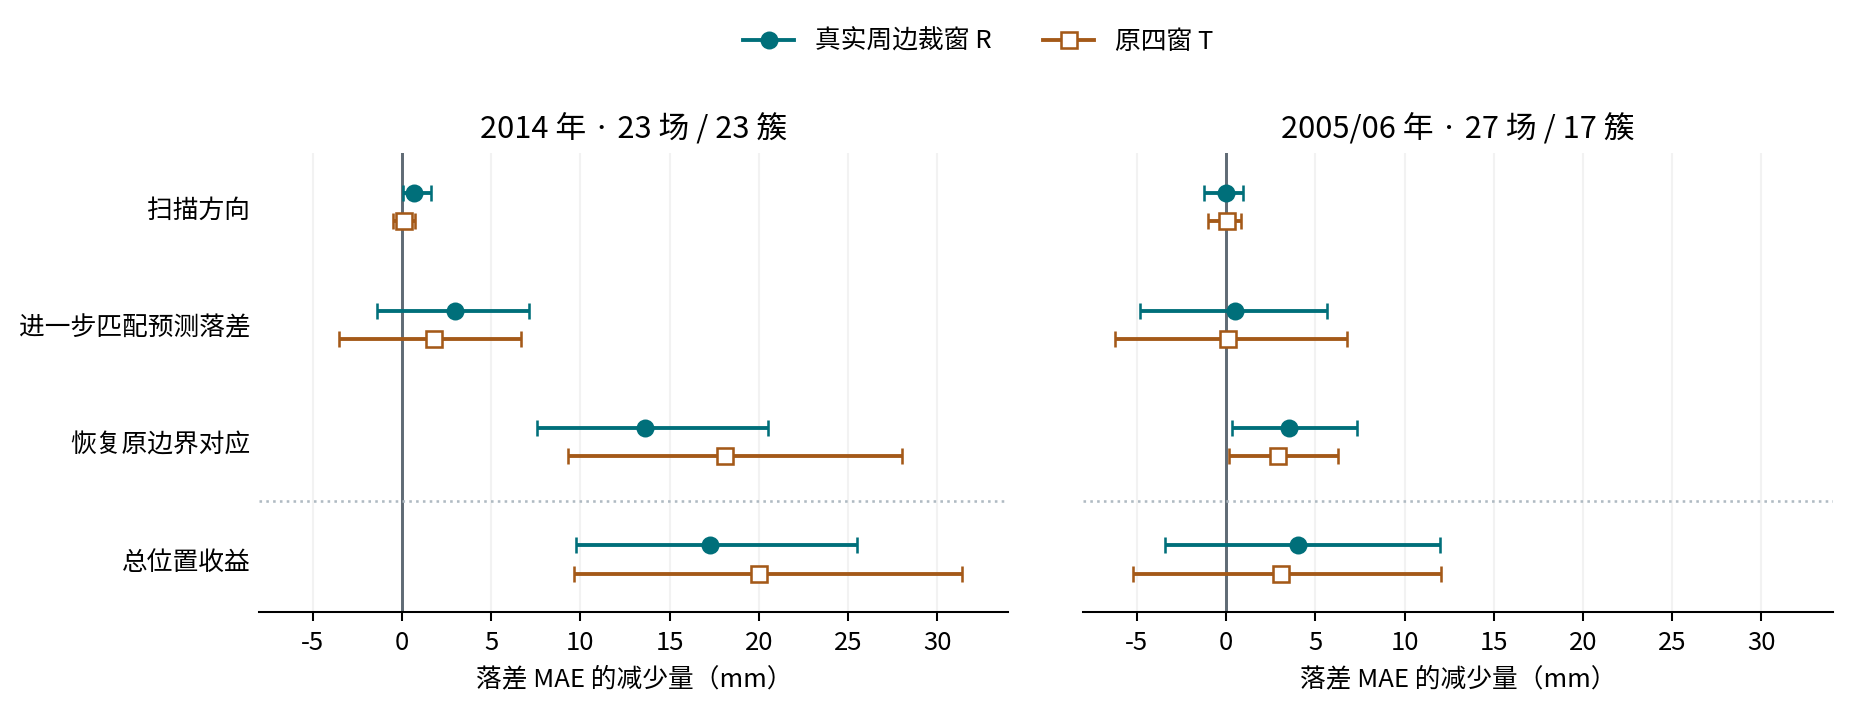 真实周边裁窗 R
原四窗 T
2014 年 · 23 场 / 23 簇
2005/06 年 · 27 场 / 17 簇
扫描方向
进一步匹配预测落差
恢复原边界对应
总位置收益
-5 0 5 10 15 20 25 30
-5 0 5 10 15 20 25 30
落差 MAE 的减少量（mm）
落差 MAE 的减少量（mm）